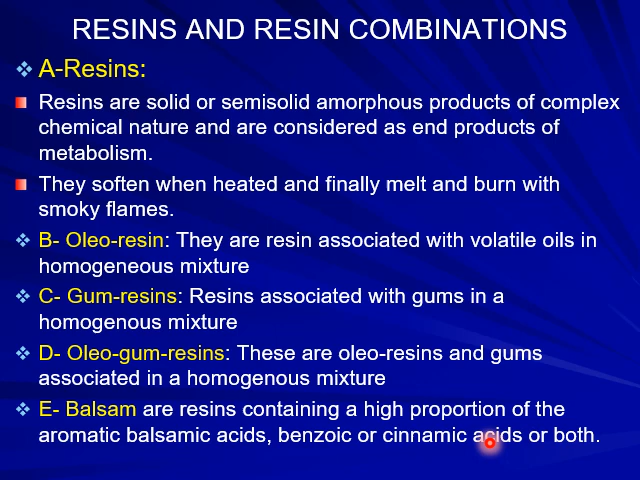 RESINS AND RESIN COMBINATIONS
A-Resins:
Resins are solid or semisolid amorphous products of complex
chemical nature and are considered as end products of
metabolism.
They soften when heated and finally melt and burn with
smoky flames.
B- Oleo-resin: They are resin associated with volatile oils in
homogeneous mixture
C- Gum-resins: Resins associated with gums in a
homogenous mixture
D- Oleo-gum-resins: These are oleo-resins and gums
associated in a homogenous mixture
E- Balsam are resins containing a high proportion of the
aromatic balsamic acids, benzoic or cinnamic acids or both.